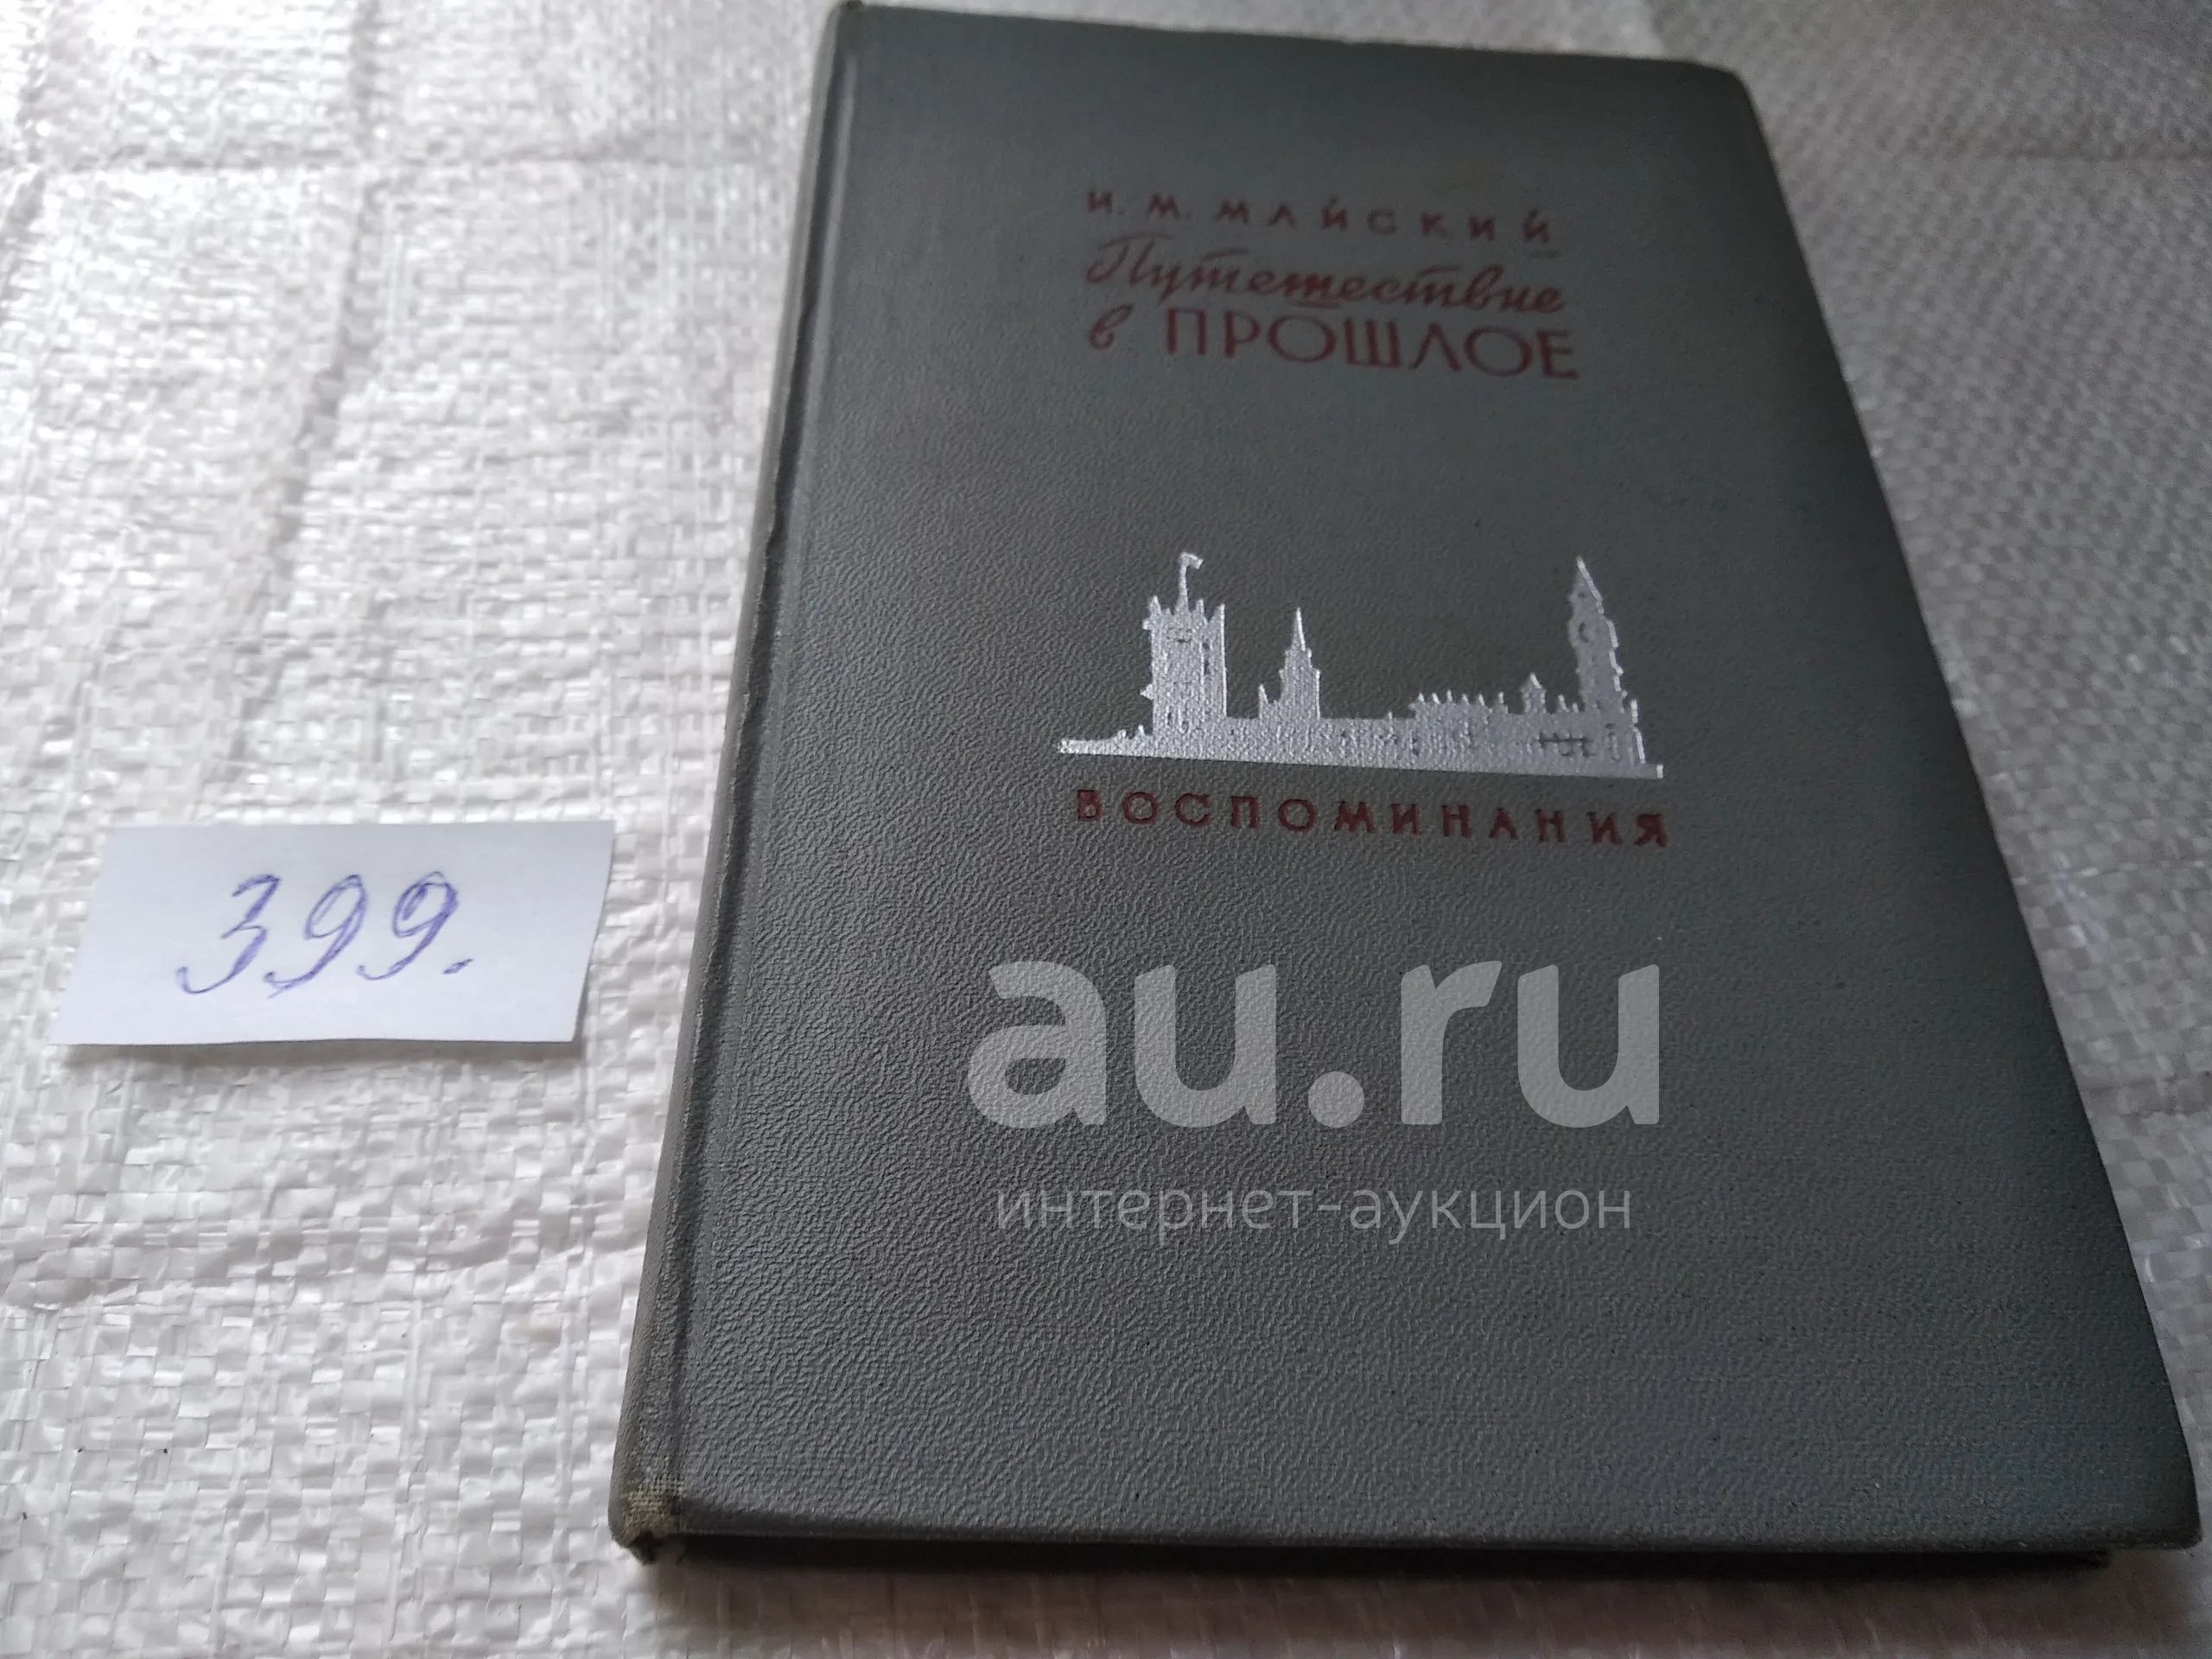 И. М. МАЙСКИЙ
Путешествие
в ПРОШЛОЕ
ВОСПОМИНАНИЯ
399.
au.ru
интернет-аукцион